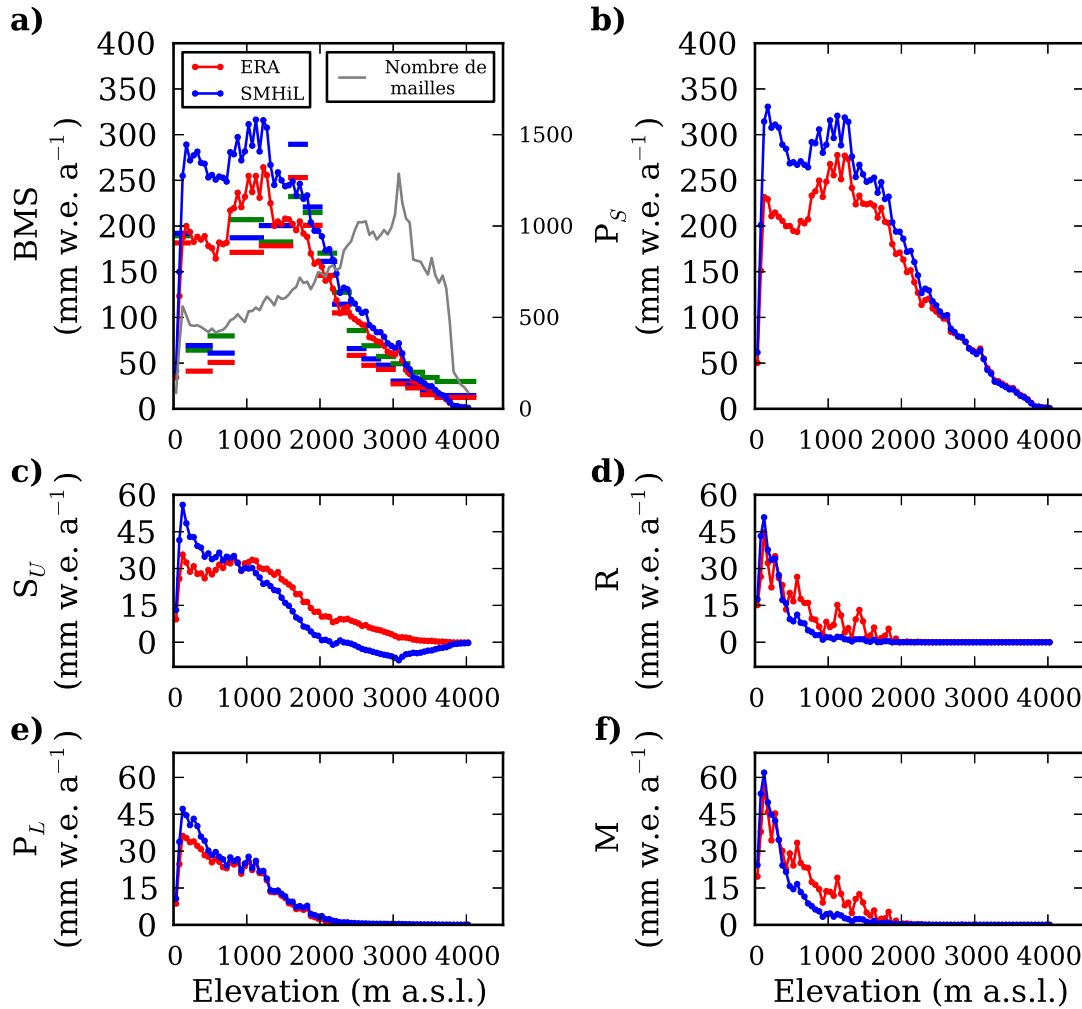 a)
400
350
300
250
200
150
100
50
0
BMS
(mm w.e. a⁻¹)
ERA
SMHiL
Nombre de
mailles
1500
1000
500
0
0 1000 2000 3000 4000
b)
400
350
300
250
200
150
100
50
0
P_S
(mm w.e. a⁻¹)
0 1000 2000 3000 4000
c)
60
45
30
15
0
S_U
(mm w.e. a⁻¹)
0 1000 2000 3000 4000
d)
60
45
30
15
0
R
(mm w.e. a⁻¹)
0 1000 2000 3000 4000
e)
60
45
30
15
0
P_L
(mm w.e. a⁻¹)
0 1000 2000 3000 4000
Elevation (m a.s.l.)
f)
60
45
30
15
0
M
(mm w.e. a⁻¹)
0 1000 2000 3000 4000
Elevation (m a.s.l.)